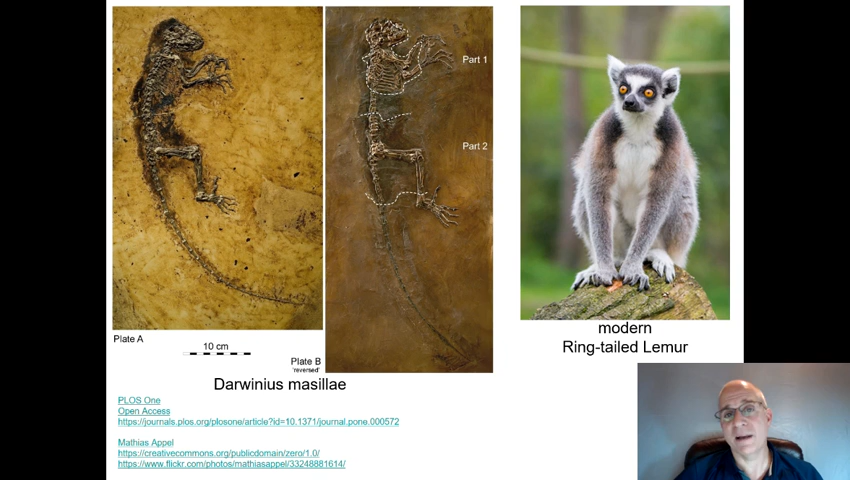 Part 1
Part 2
Plate A
10 cm
Plate B
'reversed'
Darwinius masillae
modern
Ring-tailed Lemur
PLOS One
Open Access
https://journals.plos.org/plosone/article?id=10.1371/journal.pone.000572
Mathias Appel
https://creativecommons.org/publicdomain/zero/1.0/
https://www.flickr.com/photos/mathiasappel/33248881614/